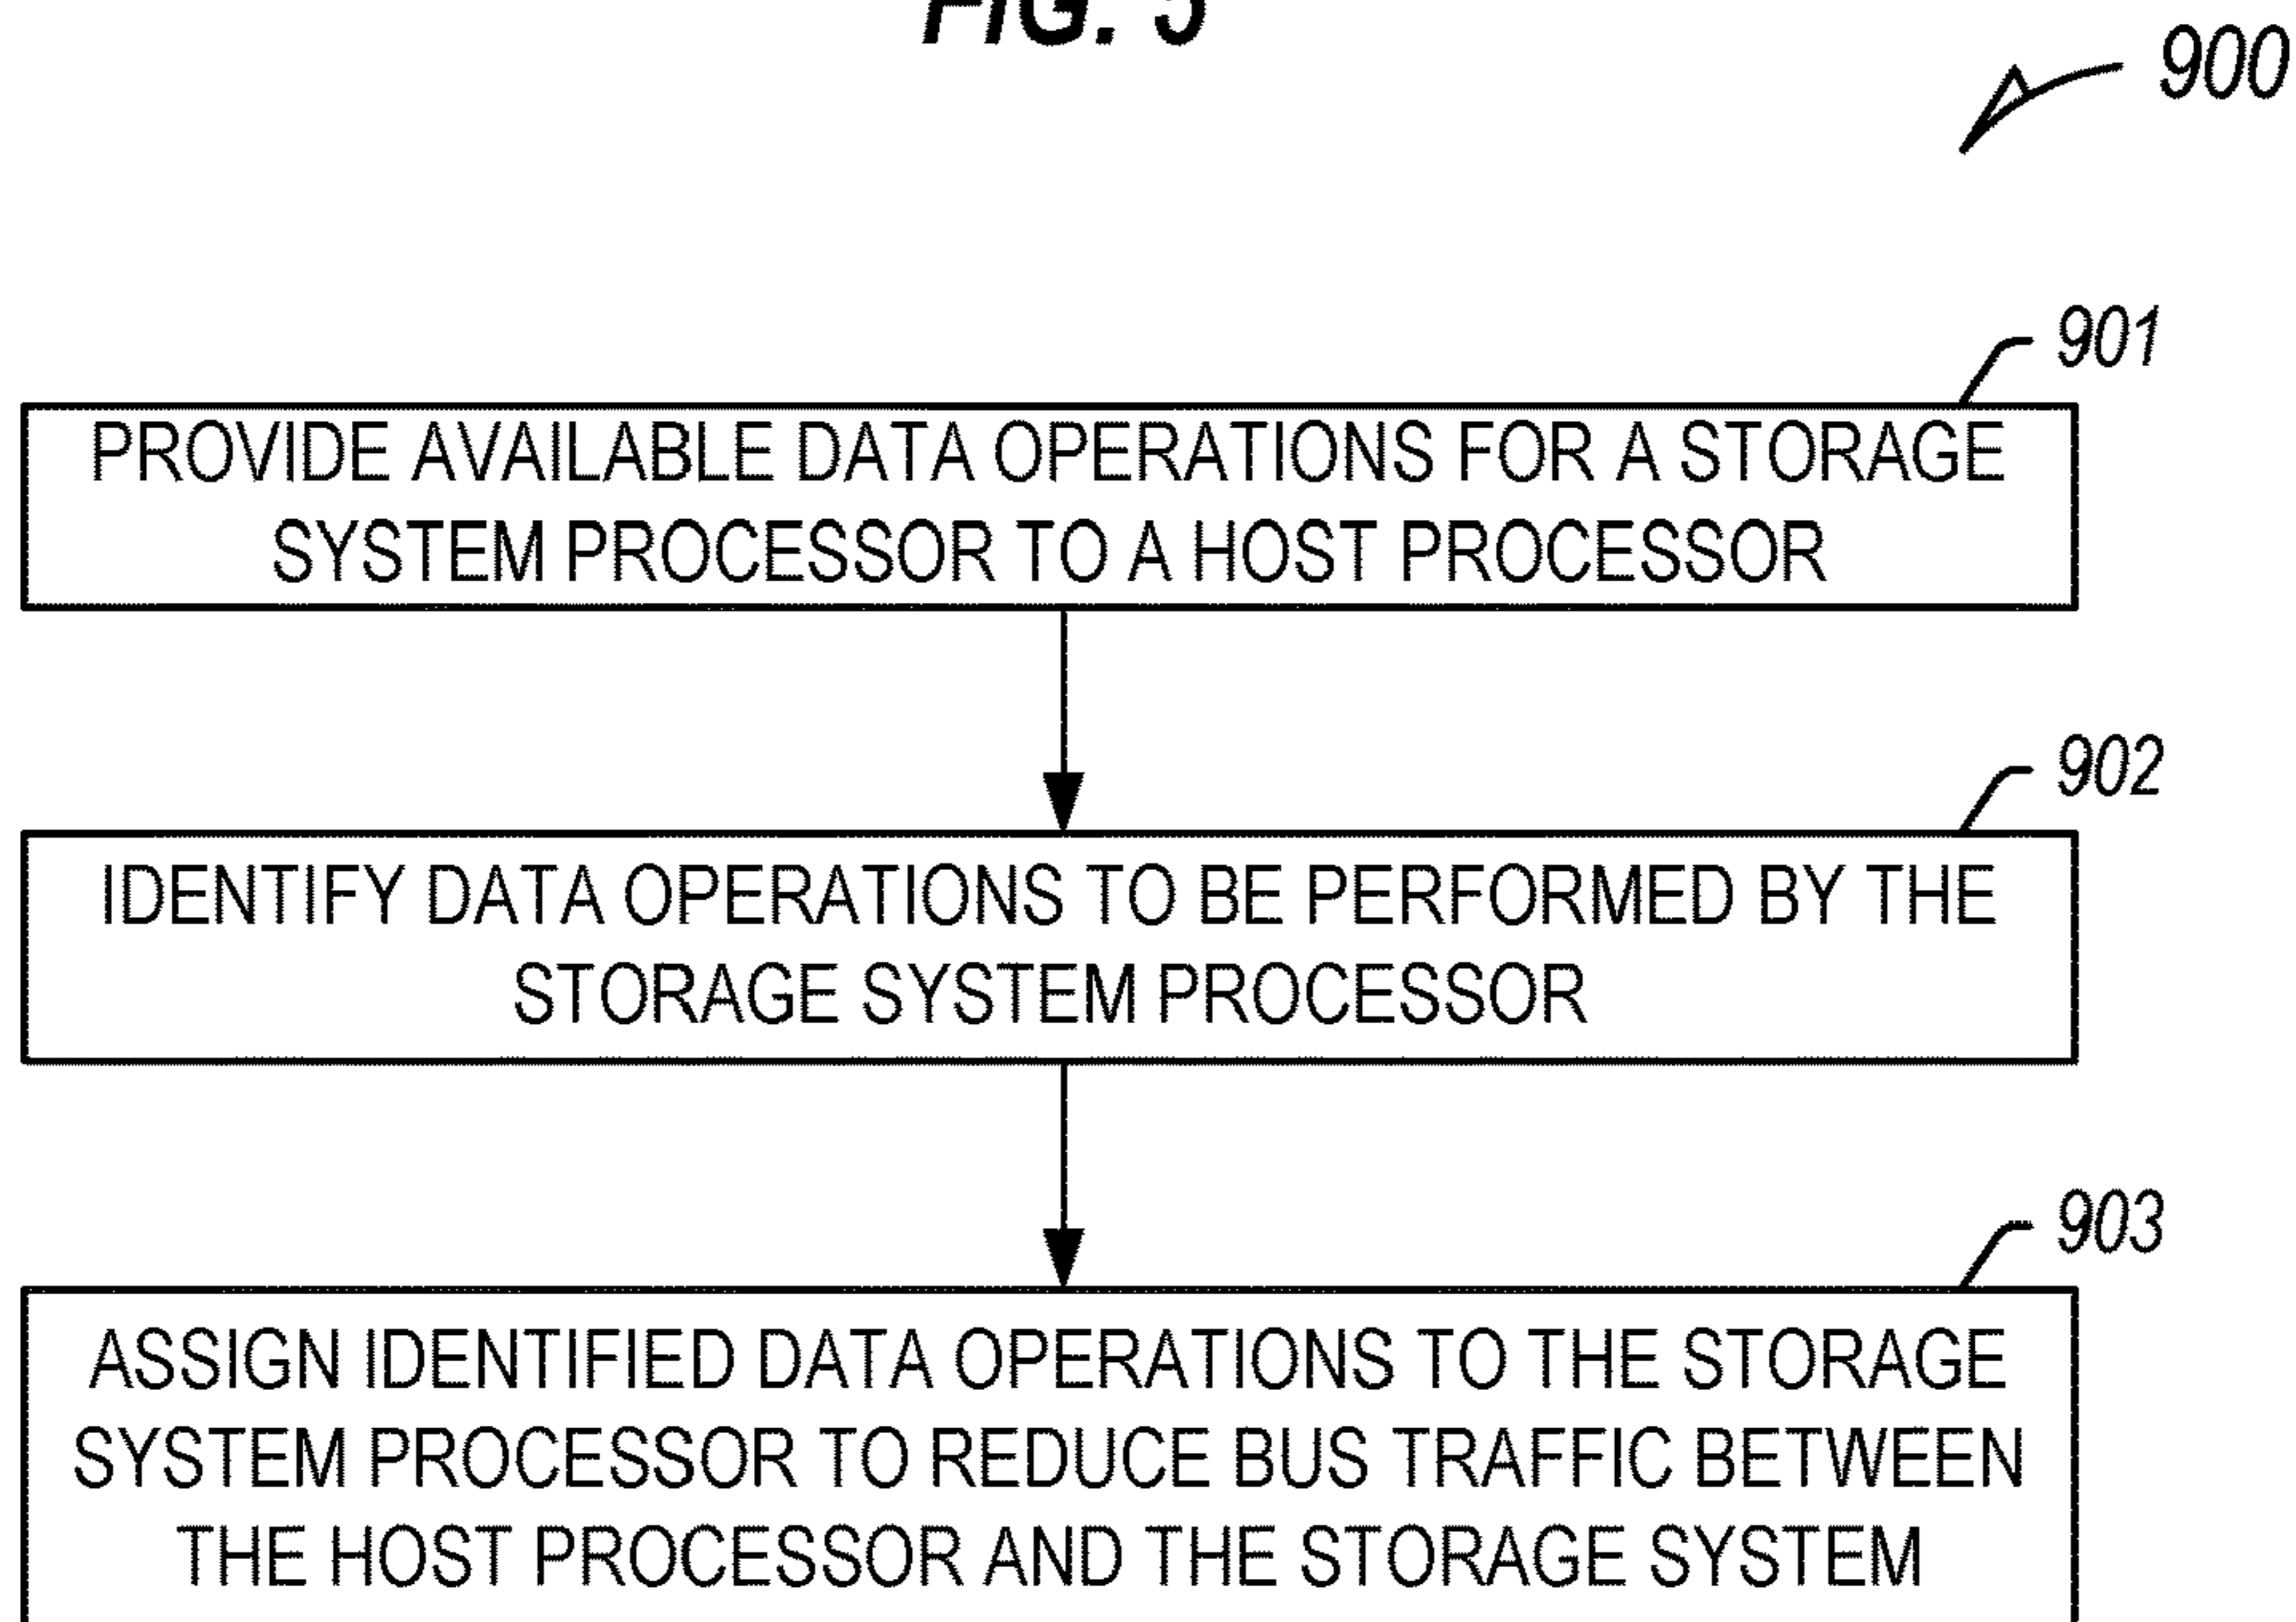 FIG. 5
900
901
PROVIDE AVAILABLE DATA OPERATIONS FOR A STORAGE
SYSTEM PROCESSOR TO A HOST PROCESSOR
902
IDENTIFY DATA OPERATIONS TO BE PERFORMED BY THE
STORAGE SYSTEM PROCESSOR
903
ASSIGN IDENTIFIED DATA OPERATIONS TO THE STORAGE
SYSTEM PROCESSOR TO REDUCE BUS TRAFFIC BETWEEN
THE HOST PROCESSOR AND THE STORAGE SYSTEM